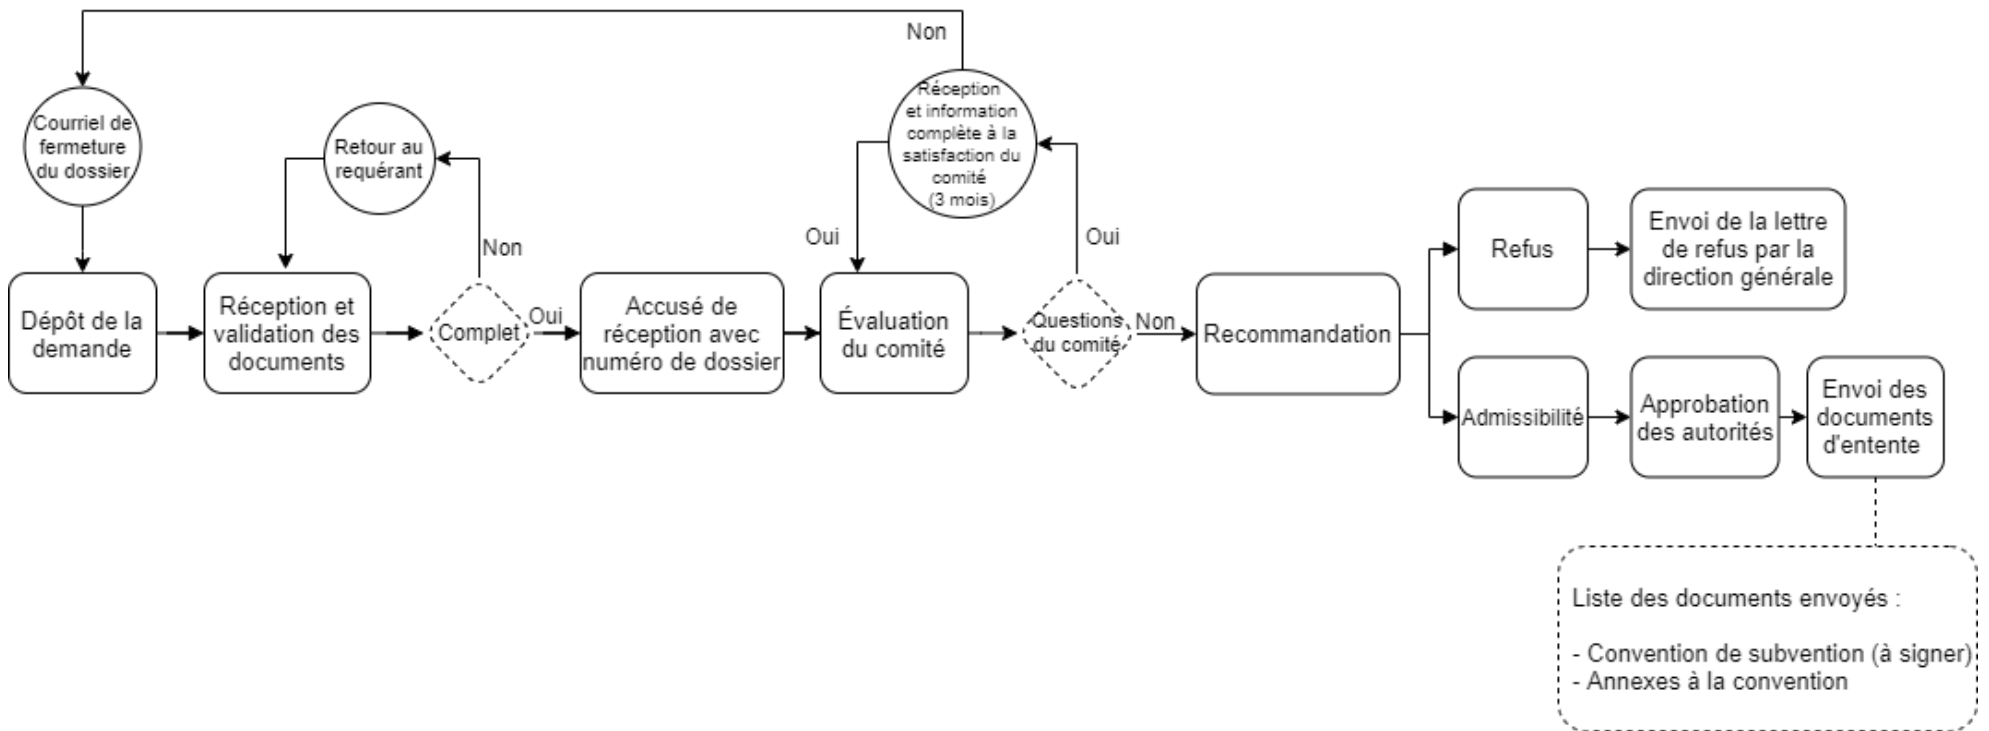 Non
Courriel de
fermeture
du dossier
Retour au
requérant
Non
Réception
et information
complète à la
satisfaction du
comité
(3 mois)
Oui
Oui
Dépôt de la
demande
Réception et
validation des
documents
Complet
Oui
Accusé de
réception avec
numéro de dossier
Évaluation
du comité
Questions
du comité
Non
Recommandation
Refus
Envoi de la lettre
de refus par la
direction générale
Admissibilité
Approbation
des autorités
Envoi des
documents
d'entente
Liste des documents envoyés :
- Convention de subvention (à signer)
- Annexes à la convention